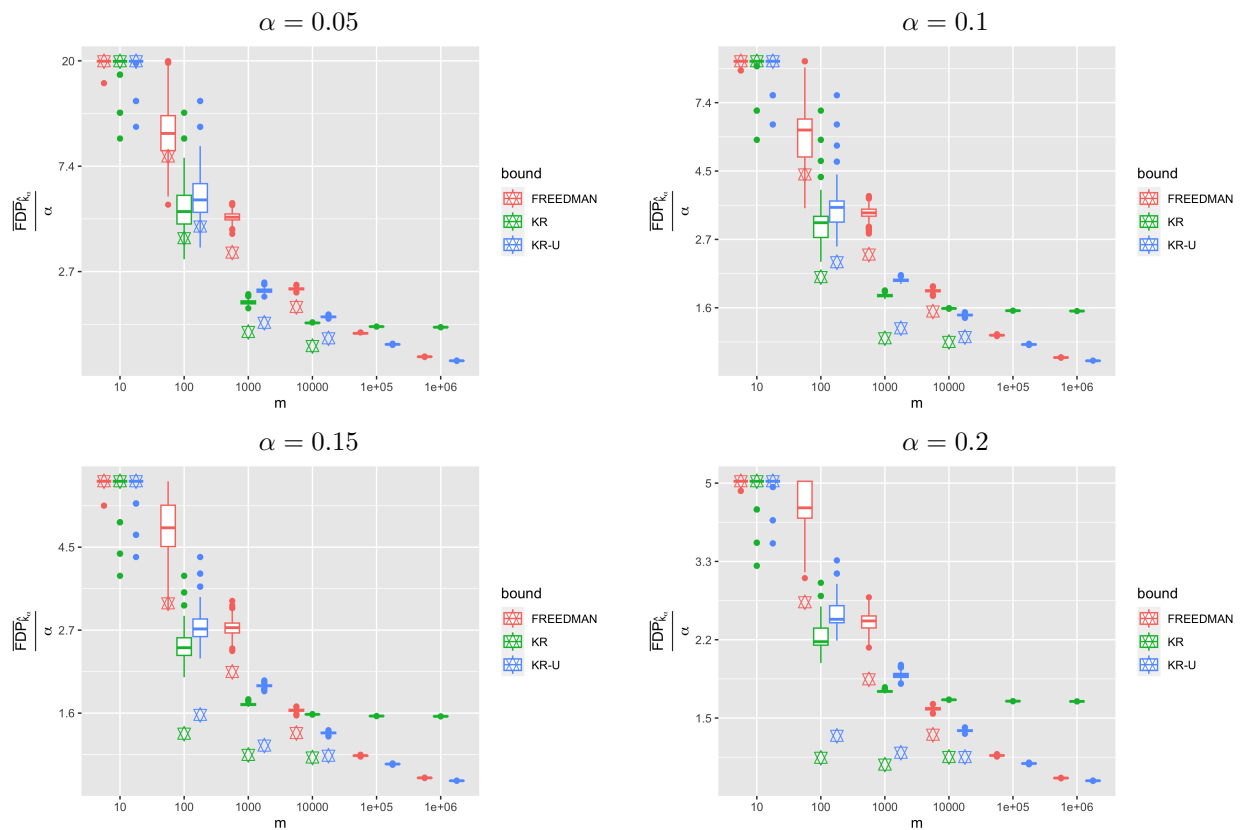 α = 0.05
20
7.4
2.7
10
100
1000
10000
1e+05
1e+06
m
FDP k̂α
α
bound
FREEDMAN
KR
KR-U
α = 0.1
7.4
4.5
2.7
1.6
10
100
1000
10000
1e+05
1e+06
m
FDP k̂α
α
bound
FREEDMAN
KR
KR-U
α = 0.15
4.5
2.7
1.6
10
100
1000
10000
1e+05
1e+06
m
FDP k̂α
α
bound
FREEDMAN
KR
KR-U
α = 0.2
5
3.3
2.2
1.5
10
100
1000
10000
1e+05
1e+06
m
FDP k̂α
α
bound
FREEDMAN
KR
KR-U